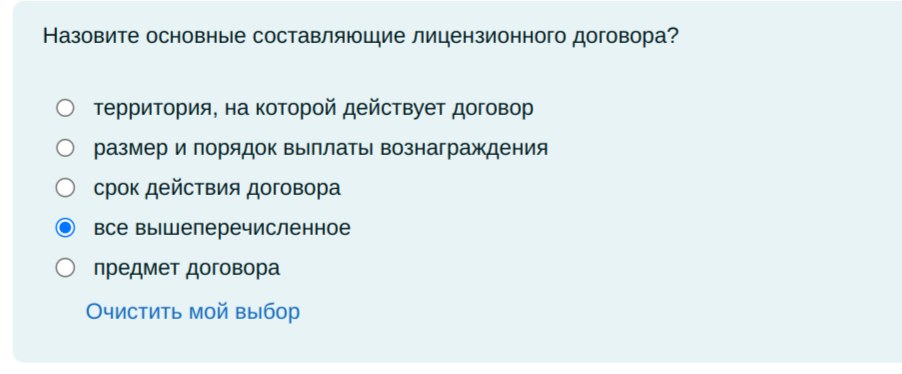 Назовите основные составляющие лицензионного договора?
территория, на которой действует договор
размер и порядок выплаты вознаграждения
срок действия договора
все вышеперечисленное
предмет договора
Очистить мой выбор